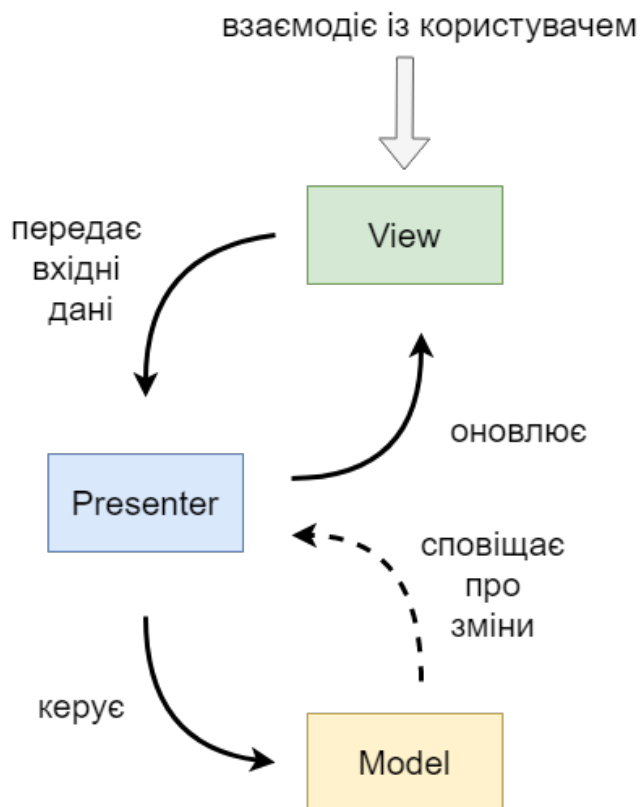 взаємодіє із користувачем
View
передає
вхідні
дані
оновлює
Presenter
сповіщає
про
зміни
керує
Model